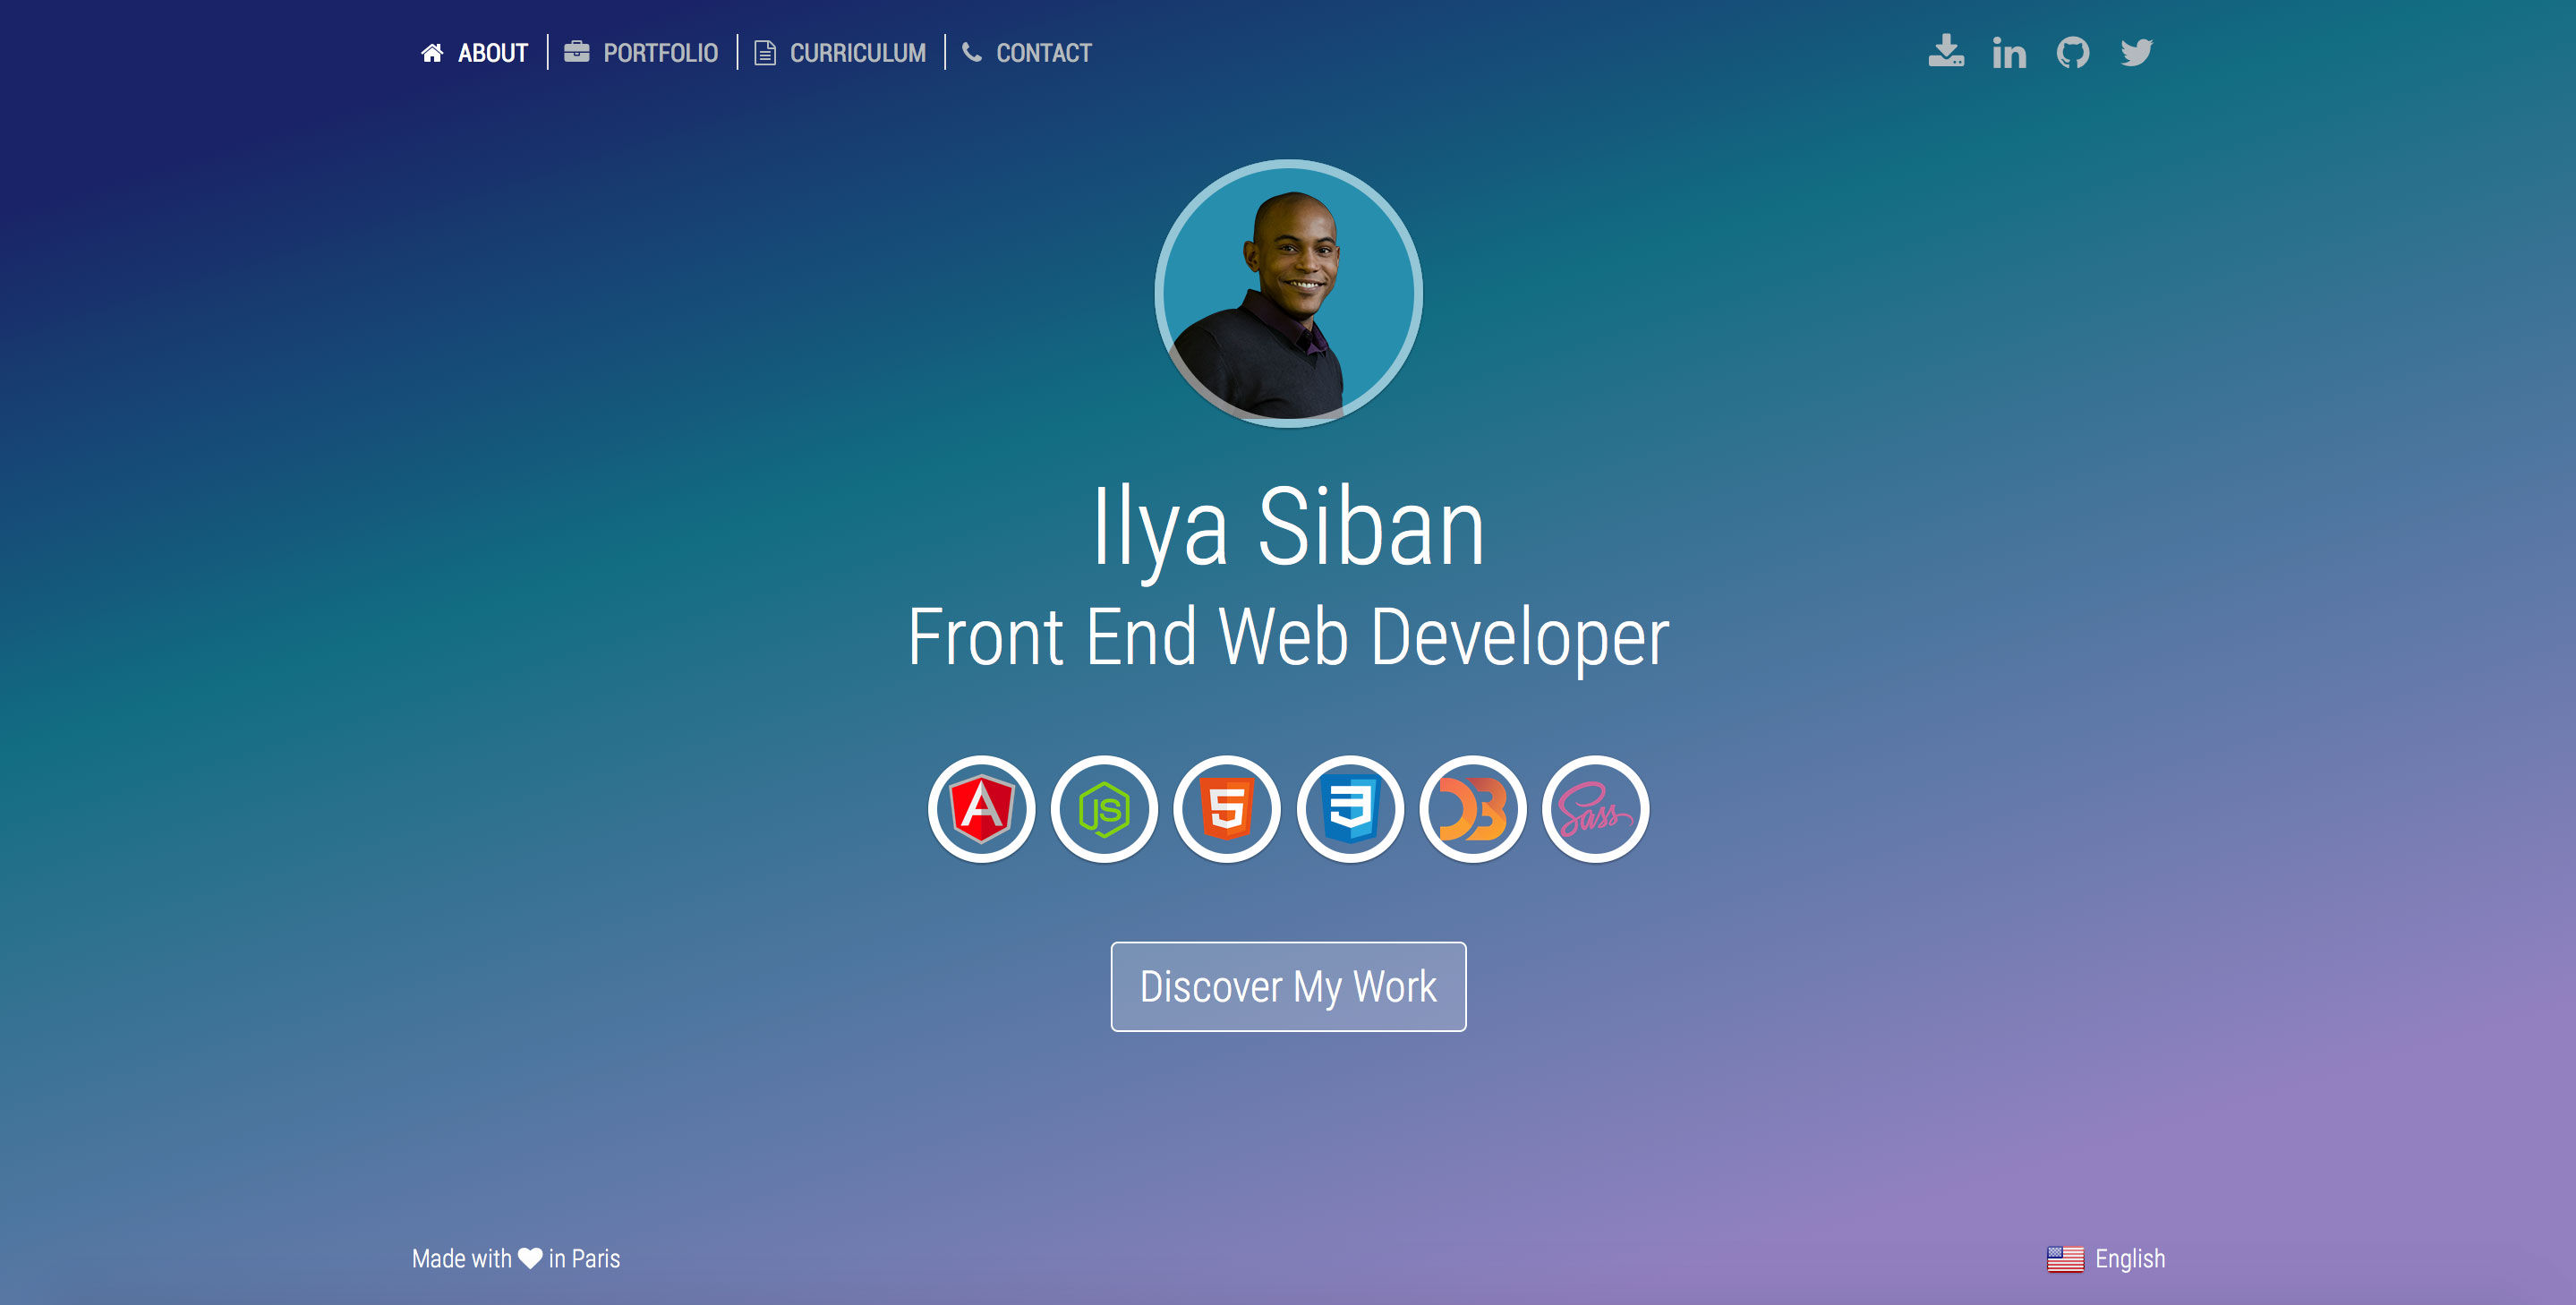 ABOUT
PORTFOLIO
CURRICULUM
CONTACT
Ilya Siban
Front End Web Developer
A
JS
5
3
D3
Sass
Discover My Work
Made with in Paris
English